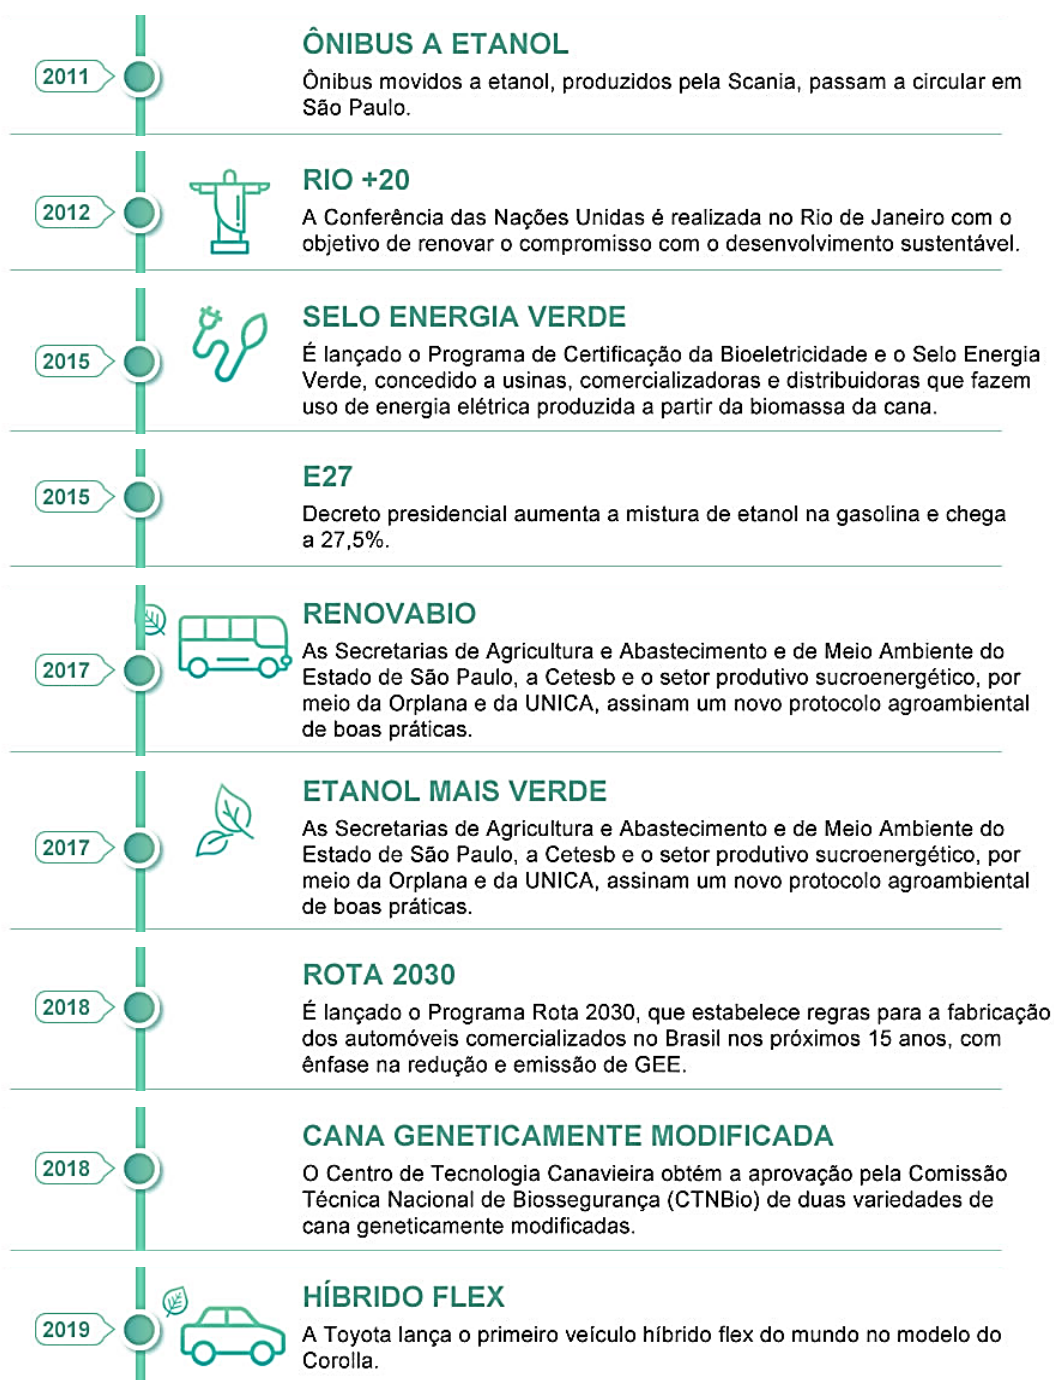 2011
ÔNIBUS A ETANOL
Ônibus movidos a etanol, produzidos pela Scania, passam a circular em
São Paulo.
2012
RIO +20
A Conferência das Nações Unidas é realizada no Rio de Janeiro com o
objetivo de renovar o compromisso com o desenvolvimento sustentável.
2015
SELO ENERGIA VERDE
É lançado o Programa de Certificação da Bioeletricidade e o Selo Energia
Verde, concedido a usinas, comercializadoras e distribuidoras que fazem
uso de energia elétrica produzida a partir da biomassa da cana.
2015
E27
Decreto presidencial aumenta a mistura de etanol na gasolina e chega
a 27,5%.
2017
RENOVABIO
As Secretarias de Agricultura e Abastecimento e de Meio Ambiente do
Estado de São Paulo, a Cetesb e o setor produtivo sucroenergético, por
meio da Orplana e da UNICA, assinam um novo protocolo agroambiental
de boas práticas.
2017
ETANOL MAIS VERDE
As Secretarias de Agricultura e Abastecimento e de Meio Ambiente do
Estado de São Paulo, a Cetesb e o setor produtivo sucroenergético, por
meio da Orplana e da UNICA, assinam um novo protocolo agroambiental
de boas práticas.
2018
ROTA 2030
É lançado o Programa Rota 2030, que estabelece regras para a fabricação
dos automóveis comercializados no Brasil nos próximos 15 anos, com
ênfase na redução e emissão de GEE.
2018
CANA GENETICAMENTE MODIFICADA
O Centro de Tecnologia Canavieira obtém a aprovação pela Comissão
Técnica Nacional de Biossegurança (CTNBio) de duas variedades de
cana geneticamente modificadas.
2019
HÍBRIDO FLEX
A Toyota lança o primeiro veículo híbrido flex do mundo no modelo do
Corolla.